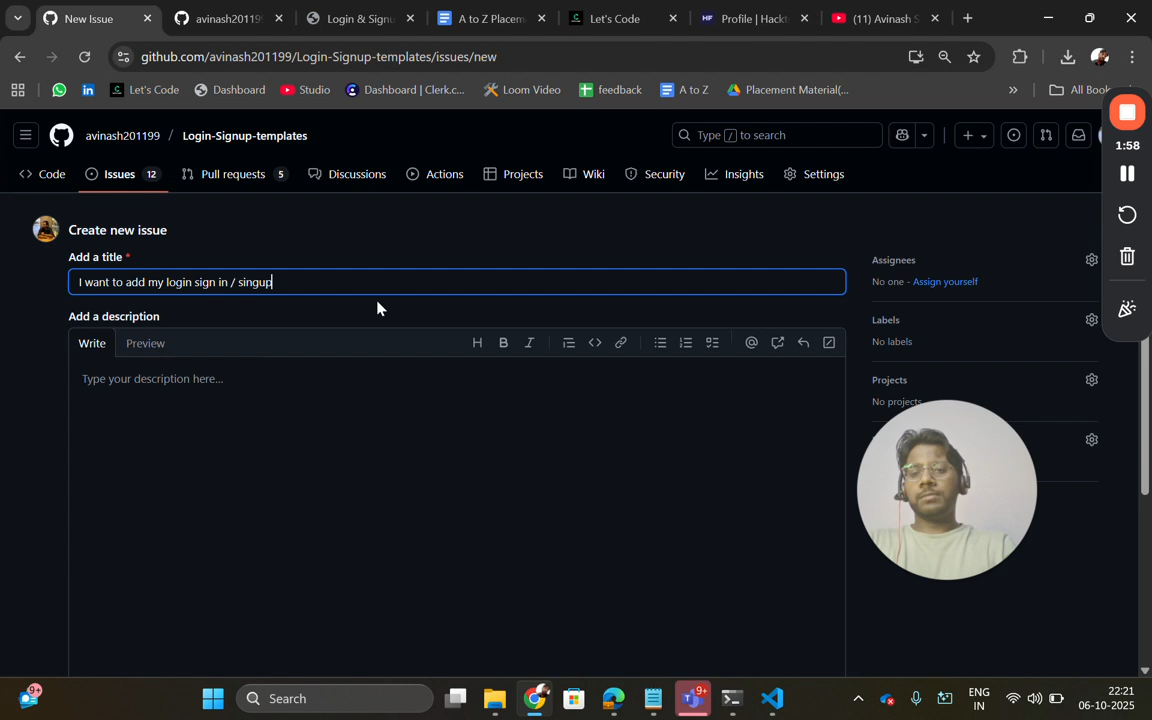 New Issue
avinash20119
Login & Signu
A to Z Placem
Let's Code
Profile | Hackt
(11) Avinash S
github.com/avinash201199/Login-Signup-templates/issues/new
Let's Code
Dashboard
Studio
Dashboard | Clerk.c...
Loom Video
feedback
A to Z
Placement Material(...
All Book
avinash201199 / Login-Signup-templates
Type / to search
1:58
Code
Issues 12
Pull requests 5
Discussions
Actions
Projects
Wiki
Security
Insights
Settings
Create new issue
Add a title *
I want to add my login sign in / singup
Add a description
Write
Preview
Type your description here...
Assignees
No one - Assign yourself
Labels
No labels
Projects
No projects
9+
Search
9+
ENG
IN
22:21
06-10-2025